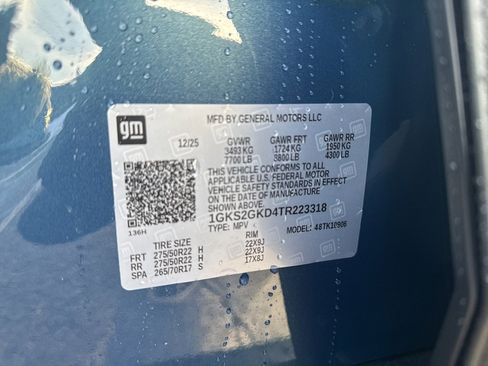 gm
MFD BY GENERAL MOTORS LLC
12/25 GVWR GAWR FRT GAWR RR
3493 KG 1724 KG 1950 KG
7700 LB 3800 LB 4300 LB
THIS VEHICLE CONFORMS TO ALL
APPLICABLE U.S. FEDERAL MOTOR
VEHICLE SAFETY STANDARDS IN EFFECT
ON THE DATE OF MANUFACTURE SHOWN ABOVE.
1GKS2GKD4TR223318
136H TYPE: MPV MODEL: 48TK10906
TIRE SIZE RIM
FRT 275/50R22 H 22X9J
RR 275/50R22 H 22X9J
SPA 265/70R17 S 17X8J